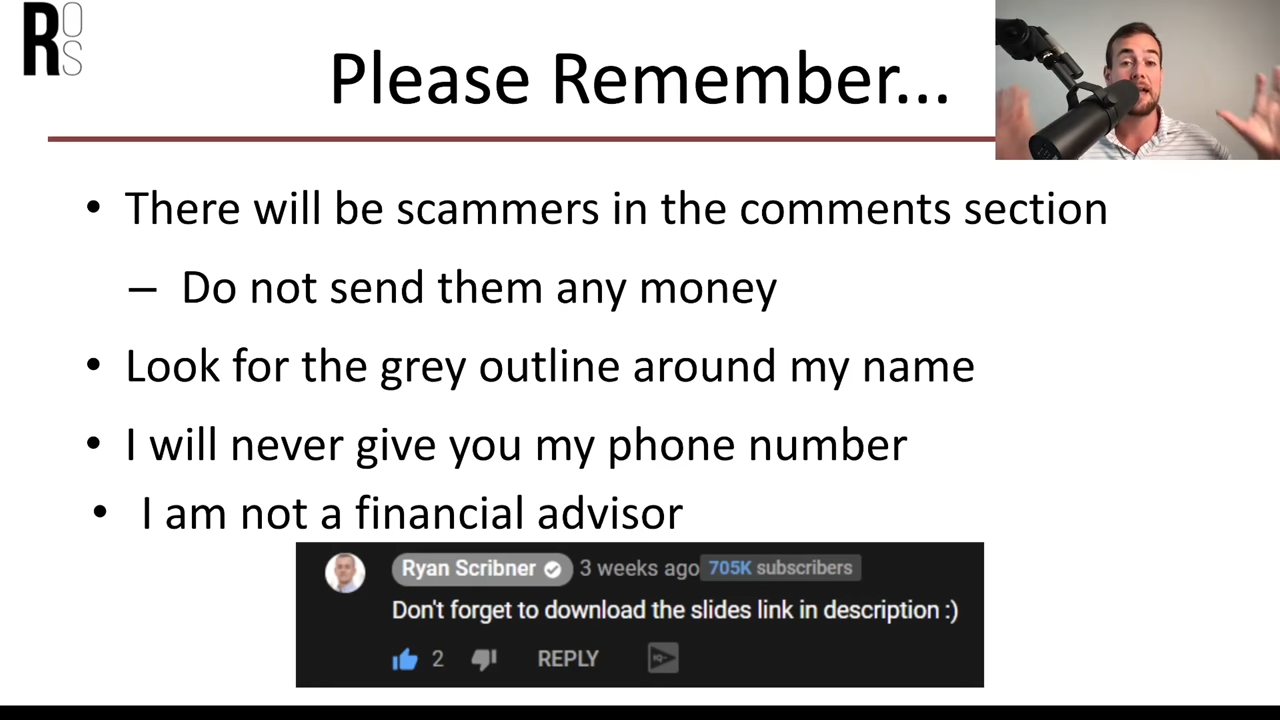 ROS
Please Remember...
• There will be scammers in the comments section
– Do not send them any money
• Look for the grey outline around my name
• I will never give you my phone number
• I am not a financial advisor
Ryan Scribner 3 weeks ago 705K subscribers
Don't forget to download the slides link in description :)
2 REPLY